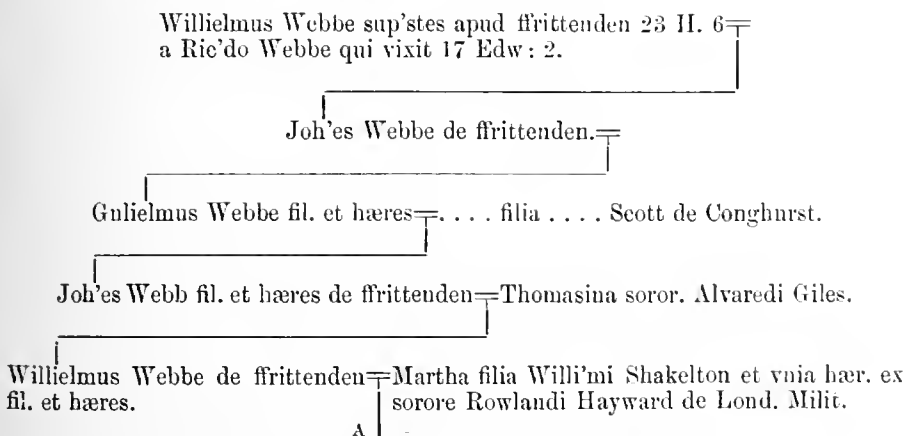 Willielmus Webbe sup'stes apud ffrittenden 23 H. 6
a Ric'do Webbe qui vixit 17 Edw: 2.
Joh'es Webbe de ffrittenden.
Gulielmus Webbe fil. et hæres . . . . filia . . . . Scott de Conghurst.
Joh'es Webb fil. et hæres de ffrittenden Thomasina soror. Alvaredi Giles.
Willielmus Webbe de ffrittenden Martha filia Willi'mi Shakelton et vnia hær. ex
fil. et hæres. sorore Rowlandi Hayward de Lond. Milit.
A